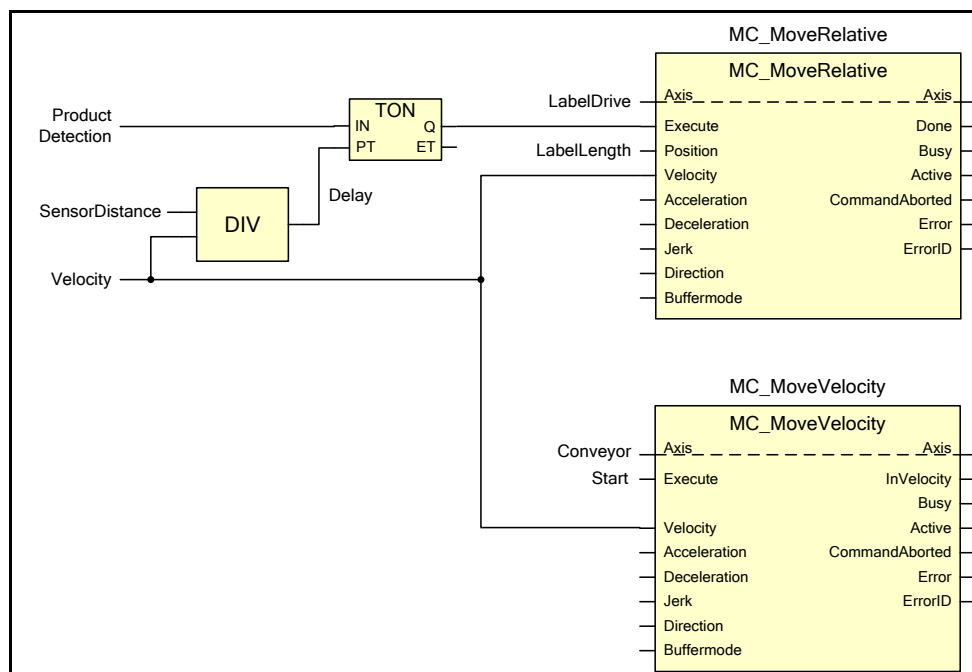 MC_MoveRelative
MC_MoveRelative
LabelDrive
Axis
Axis
Product
Detection
TON
IN
Q
PT
ET
Execute
Done
LabelLength
Position
Busy
Velocity
Active
Delay
SensorDistance
DIV
Acceleration
CommandAborted
Deceleration
Error
Jerk
ErrorID
Velocity
Direction
Buffermode
MC_MoveVelocity
MC_MoveVelocity
Conveyor
Axis
Axis
Start
Execute
InVelocity
Busy
Velocity
Active
Acceleration
CommandAborted
Deceleration
Error
Jerk
ErrorID
Direction
Buffermode